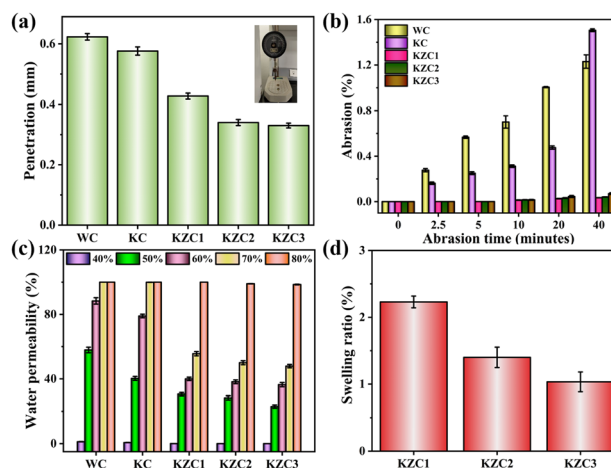 (a)
Penetration (mm)
0.6
0.4
0.2
0.0
WC KC KZC1 KZC2 KZC3
(b)
Abrasion (%)
1.8
1.2
0.6
0.0
WC
KC
KZC1
KZC2
KZC3
0 2.5 5 10 20 40
Abrasion time (minutes)
(c)
Water permeability (%)
120
80
40
0
40% 50% 60% 70% 80%
WC KC KZC1 KZC2 KZC3
(d)
Swelling ratio (%)
3
2
1
0
KZC1 KZC2 KZC3